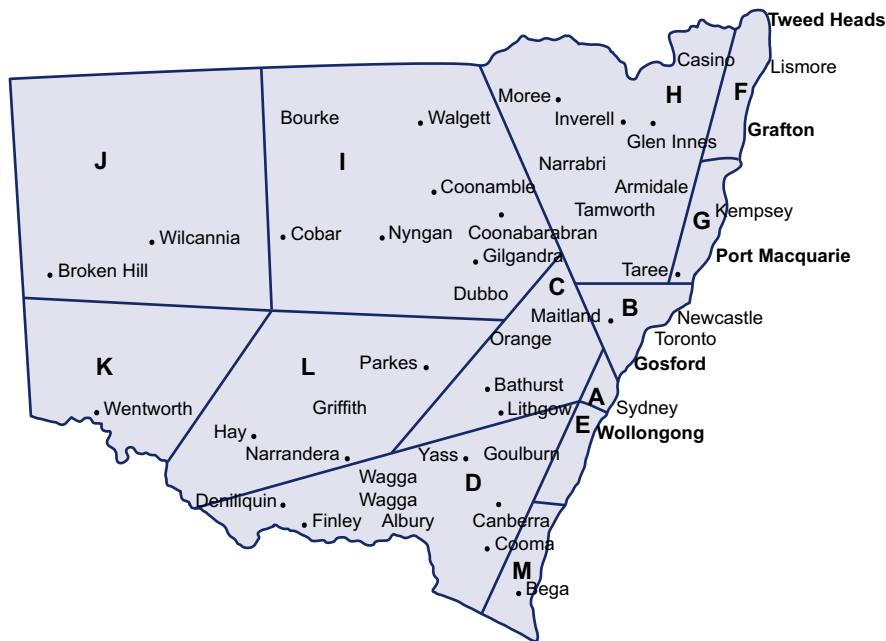 Tweed Heads
Casino
Lismore
H
F
Moree
Inverell
Glen Innes
Grafton
Bourke
Walgett
J
I
Narrabri
Armidale
Coonamble
Tamworth
G
Kempsey
Coonabarabran
Wilcannia
Cobar
Nyngan
Gilgandra
Port Macquarie
Broken Hill
Taree
Dubbo
C
B
Maitland
Newcastle
Orange
Toronto
K
L
Parkes
Gosford
Bathurst
A
Wentworth
Griffith
Lithgow
Sydney
Hay
E
Wollongong
Narrandera
Yass
Goulburn
Wagga
Wagga
D
Deniliquin
Finley
Albury
Canberra
Cooma
M
Bega